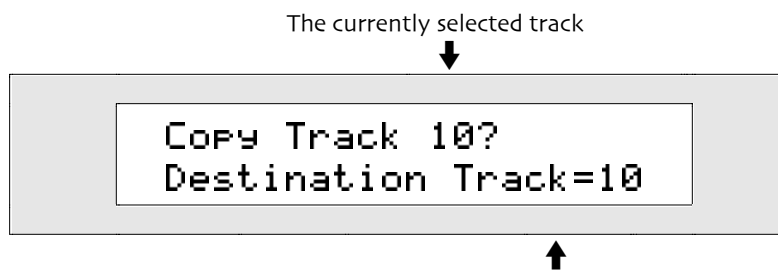 The currently selected track
Copy Track 10?
Destination Track=10